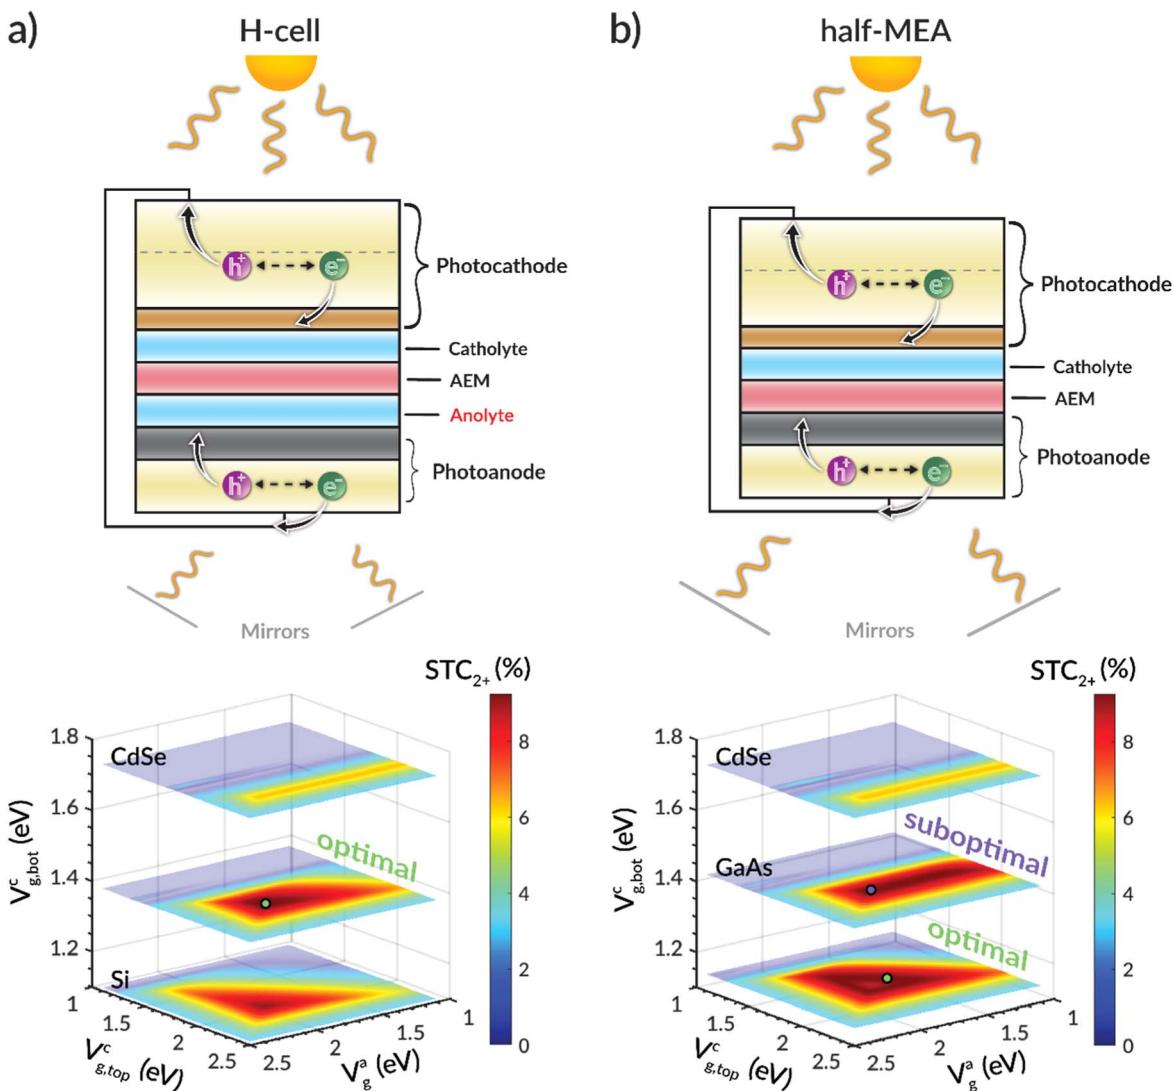 a)
H-cell
h⁺
e⁻
Photocathode
Catholyte
AEM
Anolyte
h⁺
e⁻
Photoanode
Mirrors
STC₂₊ (%)
CdSe
optimal
Si
1.8
1.6
1.4
1.2
1
V^c_g,bot (eV)
1
1.5
2
2.5
V^c_g,top (eV)
2.5
2
1.5
1
V^a_g (eV)
8
6
4
2
0
b)
half-MEA
h⁺
e⁻
Photocathode
Catholyte
AEM
h⁺
e⁻
Photoanode
Mirrors
STC₂₊ (%)
CdSe
suboptimal
GaAs
optimal
1.8
1.6
1.4
1.2
1
V^c_g,bot (eV)
1
1.5
2
2.5
V^c_g,top (eV)
2
1.5
1
V^a_g (eV)
8
6
4
2
0